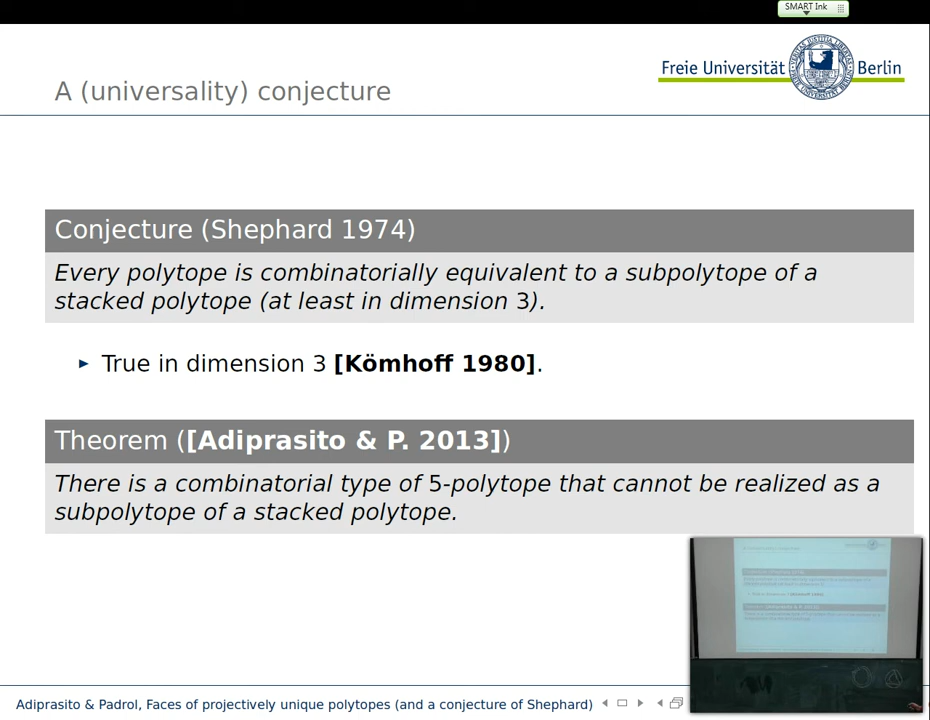 SMART Ink
Freie Universität Berlin
A (universality) conjecture
Conjecture (Shephard 1974)
Every polytope is combinatorially equivalent to a subpolytope of a
stacked polytope (at least in dimension 3).
True in dimension 3 [Kömhoff 1980].
Theorem ([Adiprasito & P. 2013])
There is a combinatorial type of 5-polytope that cannot be realized as a
subpolytope of a stacked polytope.
Adiprasito & Padrol, Faces of projectively unique polytopes (and a conjecture of Shephard)